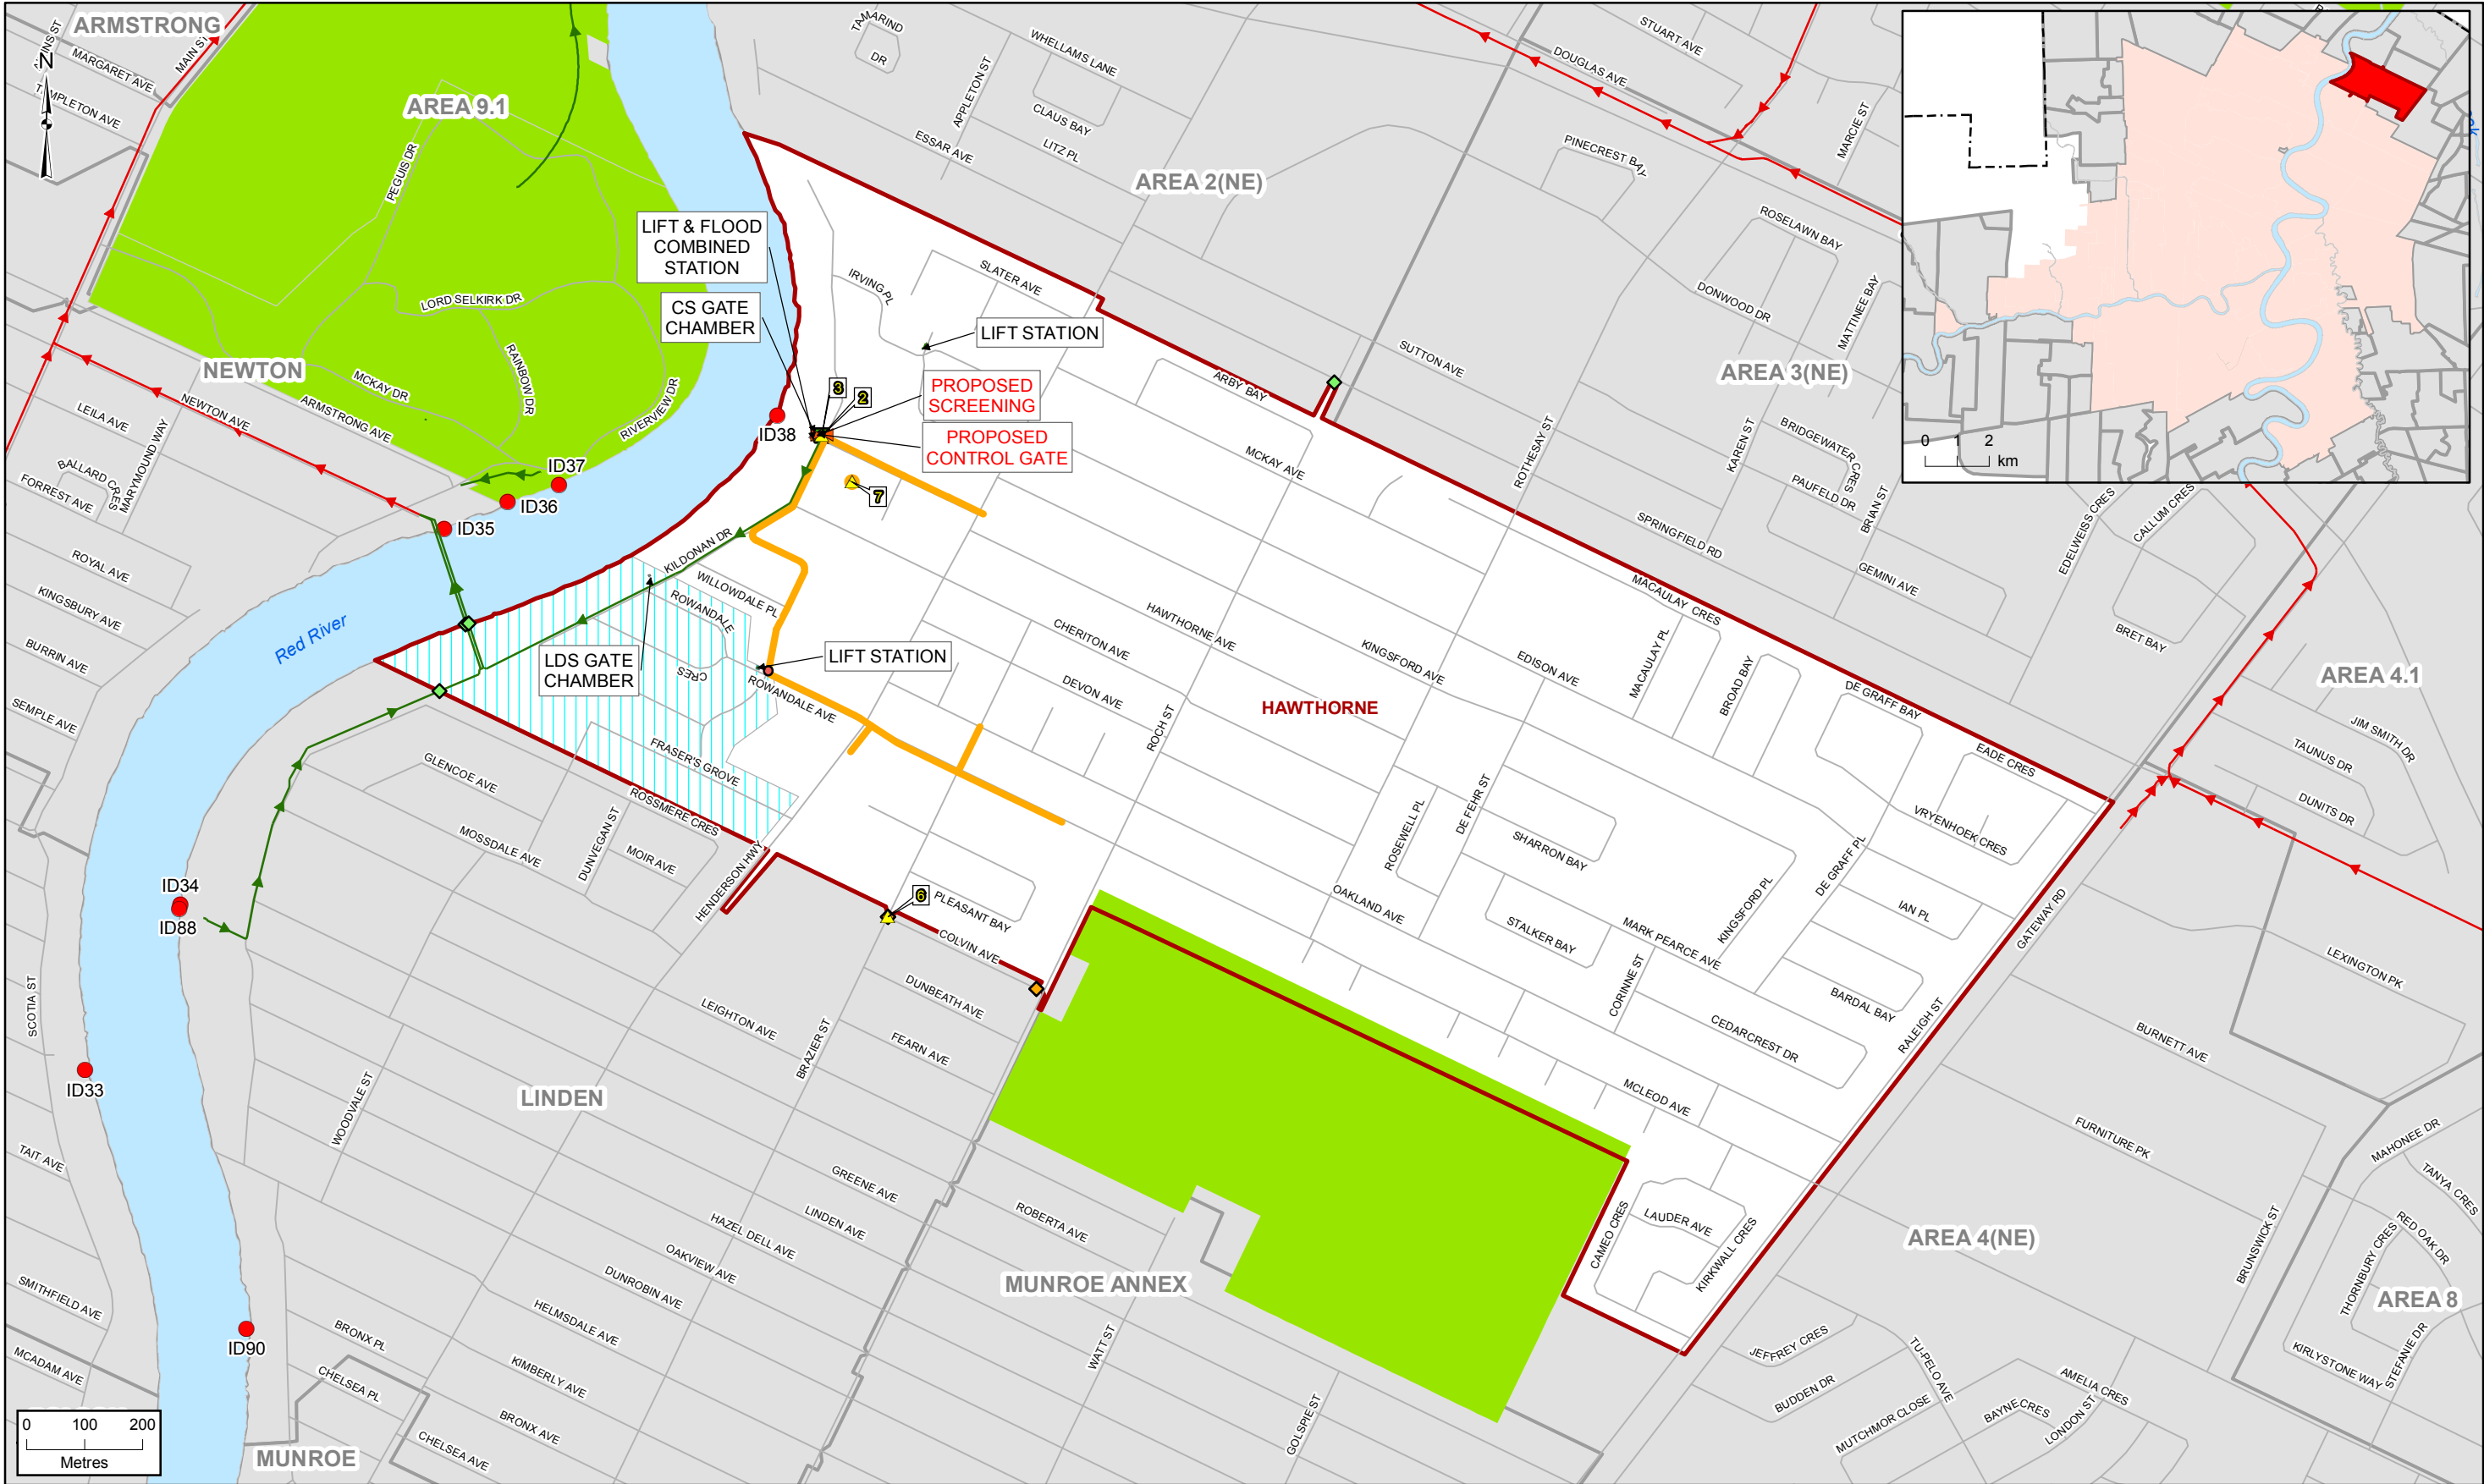 ARMSTRONG
MARGARET AVE
MAIN ST
N
AREA 9.1
PEGUIS DR
LORD SELKIRK DR
RAINBOW DR
MCKAY DR
RIVERVIEW DR
ARMSTRONG AVE
NEWTON
NEWTON AVE
LEILA AVE
MARYMOUND WAY
FORREST AVE
ROYAL AVE
KINGSBURY AVE
BURRIN AVE
SEMPLE AVE
Red River
ID38
ID37
ID36
ID35
ID34
ID88
ID33
ID90
TAMARIND
DR
WHELLAMS LANE
APPLETON ST
CLAUS BAY
LITZ PL
ESSAR AVE
AREA 2(NE)
STUART AVE
DOUGLAS AVE
PINECREST BAY
MARCIE ST
ROSELAWN BAY
DONWOOD DR
MATTINEE BAY
SUTTON AVE
AREA 3(NE)
ROTHESAY ST
KAREN ST
BRIDGEWATER CRES
PAUFELD DR
BRIAN ST
SPRINGFIELD RD
GEMINI AVE
EDELWEISS CRES
CALLUM CRES
BRET BAY
AREA 4.1
JIM SMITH DR
TAUNUS DR
DUNITS DR
0 1 2
km
LIFT & FLOOD
COMBINED
STATION
CS GATE
CHAMBER
LIFT STATION
PROPOSED
SCREENING
PROPOSED
CONTROL GATE
3
2
7
6
IRVING PL
SLATER AVE
ARBY BAY
MCKAY AVE
KILDONAN DR
WILLOWDALE PL
ROWANDALE
CRES
LDS GATE
CHAMBER
LIFT STATION
ROWANDALE AVE
FRASER'S GROVE
ROSSMERE CRES
HAWTHORNE AVE
CHERITON AVE
DEVON AVE
KINGSFORD AVE
EDISON AVE
ROCH ST
HAWTHORNE
MACAULAY CRES
MACAULAY PL
BROAD BAY
DE GRAFF BAY
EADE CRES
VRYENHOEK CRES
DE GRAFF PL
IAN PL
BARDAL BAY
DE FEHR ST
ROSEWELL PL
SHARRON BAY
STALKER BAY
KINGSFORD PL
MARK PEARCE AVE
CORINNE ST
CEDARCREST DR
OAKLAND AVE
MCLEOD AVE
RALEIGH ST
GATEWAY RD
CAMEO CRES
LAUDER AVE
KIRKWALL CRES
PLEASANT BAY
COLVIN AVE
GLENCOE AVE
MOSSDALE AVE
DUNVEGAN ST
MOIR AVE
HENDERSON HWY
LEIGHTON AVE
BRAZIER ST
DUNBEATH AVE
FEARN AVE
LINDEN
WOODVALE ST
GREENE AVE
LINDEN AVE
HAZEL DELL AVE
OAKVIEW AVE
DUNROBIN AVE
HELMSDALE AVE
KIMBERLY AVE
BRONX AVE
BRONX PL
CHELSEA PL
CHELSEA AVE
ROBERTA AVE
MUNROE ANNEX
WATT ST
GOLSPIE ST
SCOTIA ST
TAIT AVE
SMITHFIELD AVE
MCADAM AVE
MUNROE
0 100 200
Metres
LEXINGTON PK
BURNETT AVE
FURNITURE PK
AREA 4(NE)
BRUNSWICK ST
MAHONEE DR
TANYA CRES
RED OAK DR
THORNBURY CRES
AREA 8
KIRLYSTONE WAY
STEFANIE DR
JEFFREY CRES
BUDDEN DR
TU-PELO AVE
MUTCHMOR CLOSE
BAYNE CRES
LONDON ST
AMELIA CRES